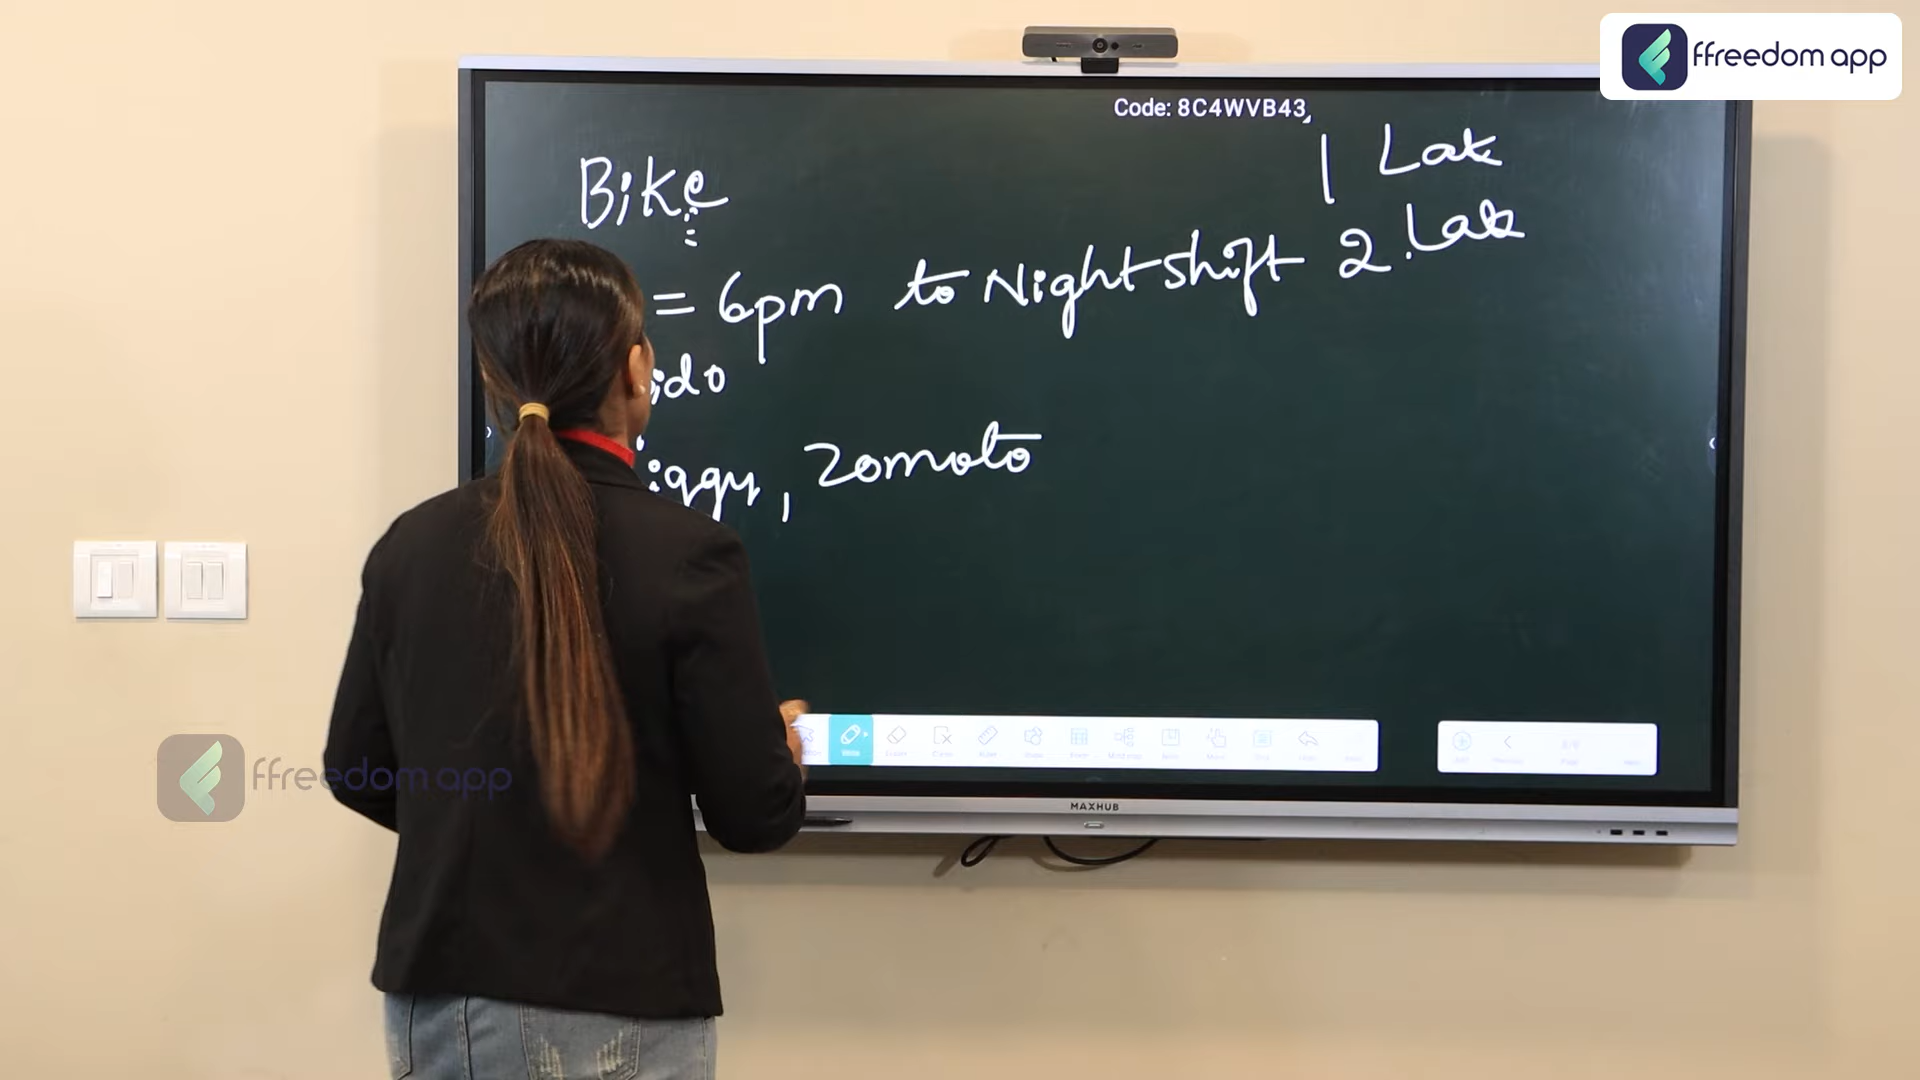 ffreedom app
Code: 8C4WVB43,
Bike
1 Lak
= 6pm to Night shift 2. Lak
ido
iggy, Zomoto
MAXHUB
ffreedom app